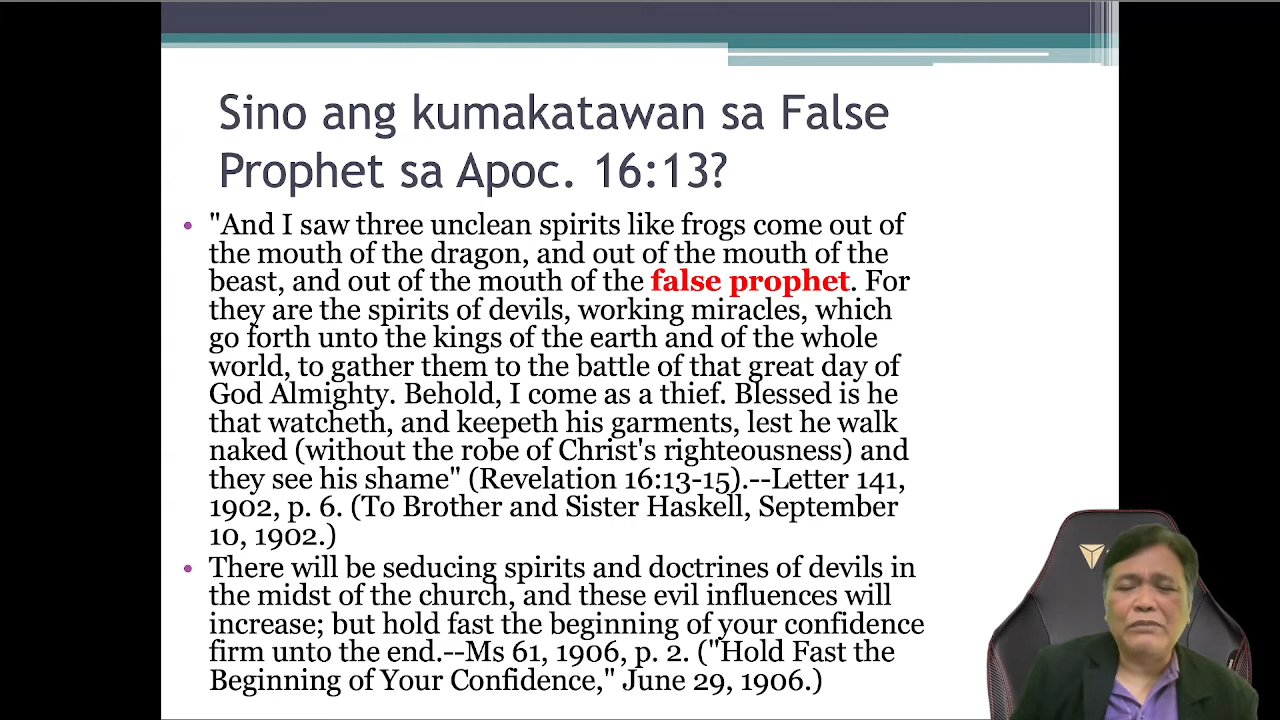 Sino ang kumakatawan sa False
Prophet sa Apoc. 16:13?
• "And I saw three unclean spirits like frogs come out of
the mouth of the dragon, and out of the mouth of the
beast, and out of the mouth of the false prophet. For
they are the spirits of devils, working miracles, which
go forth unto the kings of the earth and of the whole
world, to gather them to the battle of that great day of
God Almighty. Behold, I come as a thief. Blessed is he
that watcheth, and keepeth his garments, lest he walk
naked (without the robe of Christ's righteousness) and
they see his shame" (Revelation 16:13-15).--Letter 141,
1902, p. 6. (To Brother and Sister Haskell, September
10, 1902.)
• There will be seducing spirits and doctrines of devils in
the midst of the church, and these evil influences will
increase; but hold fast the beginning of your confidence
firm unto the end.--Ms 61, 1906, p. 2. ("Hold Fast the
Beginning of Your Confidence," June 29, 1906.)